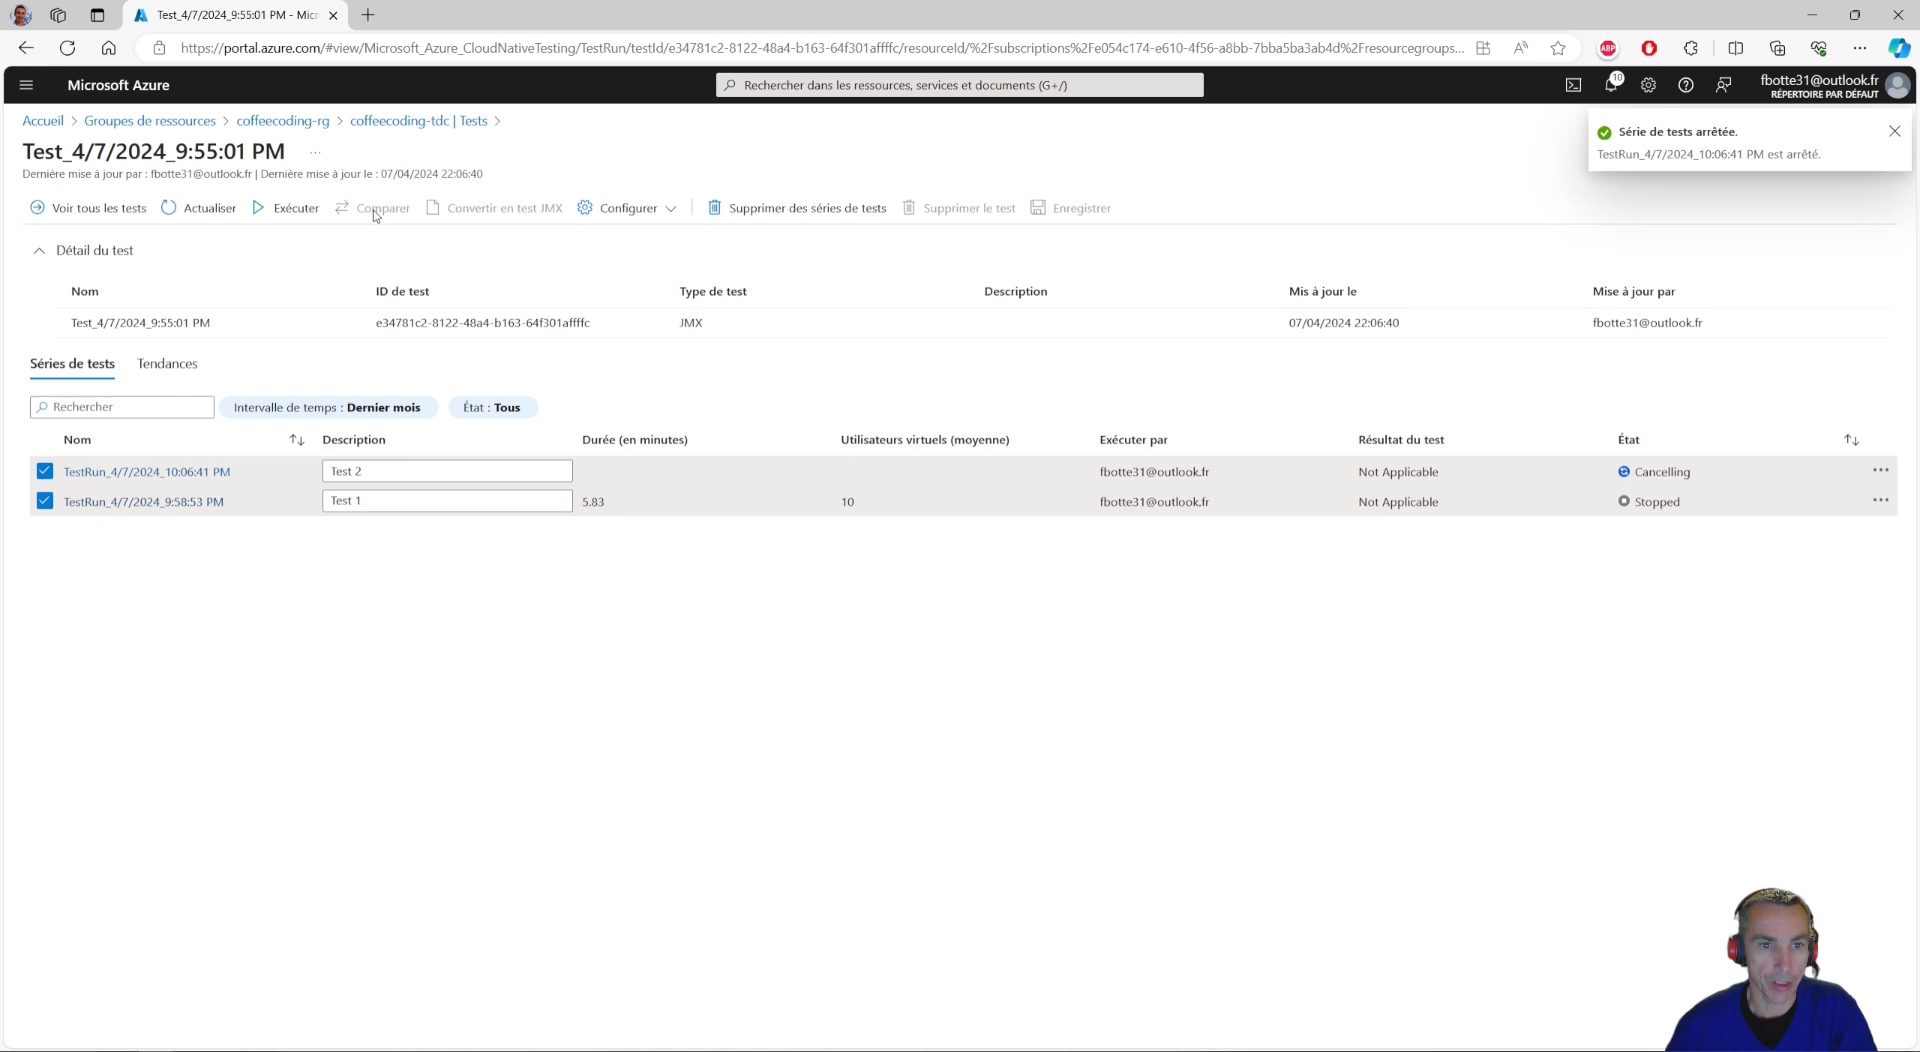 Test_4/7/2024_9:55:01 PM - Micr
https://portal.azure.com/#view/Microsoft_Azure_CloudNativeTesting/TestRun/testId/e34781c2-8122-48a4-b163-64f301affffc/resourceId/%2Fsubscriptions%2Fe054c174-e610-4f56-a8bb-7bba5ba3ab4d%2Fresourcegroups...
ABP
Microsoft Azure
Rechercher dans les ressources, services et documents (G+/)
10
fbotte31@outlook.fr
RÉPERTOIRE PAR DÉFAUT
Accueil > Groupes de ressources > coffeecoding-rg > coffeecoding-tdc | Tests >
Série de tests arrêtée.
TestRun_4/7/2024_10:06:41 PM est arrêté.
Test_4/7/2024_9:55:01 PM ...
Dernière mise à jour par : fbotte31@outlook.fr | Dernière mise à jour le : 07/04/2024 22:06:40
Voir tous les tests Actualiser Exécuter Comparer Convertir en test JMX Configurer Supprimer des séries de tests Supprimer le test Enregistrer
Détail du test
Nom ID de test Type de test Description Mis à jour le Mise à jour par
Test_4/7/2024_9:55:01 PM e34781c2-8122-48a4-b163-64f301affffc JMX 07/04/2024 22:06:40 fbotte31@outlook.fr
Séries de tests Tendances
Rechercher Intervalle de temps : Dernier mois État : Tous
Nom Description Durée (en minutes) Utilisateurs virtuels (moyenne) Exécuter par Résultat du test État
TestRun_4/7/2024_10:06:41 PM Test 2 fbotte31@outlook.fr Not Applicable Cancelling ...
TestRun_4/7/2024_9:58:53 PM Test 1 5.83 10 fbotte31@outlook.fr Not Applicable Stopped ...